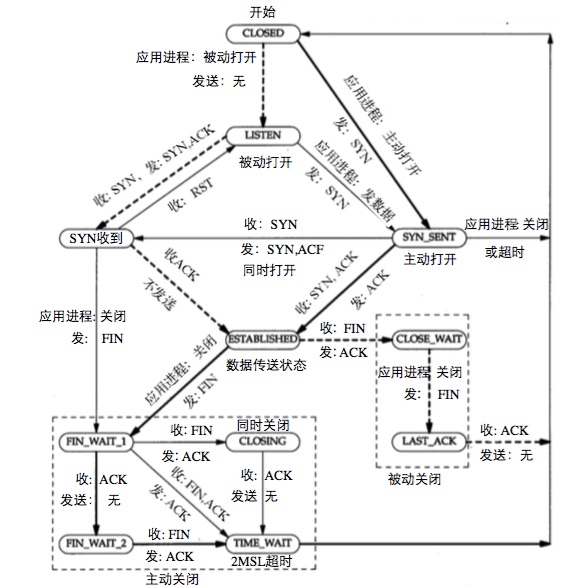 开始
CLOSED
应用进程：被动打开
发送：无
应用进程：主动打开
发：SYN
LISTEN
被动打开
收：SYN，发：SYN,ACK
收：RST
应用进程：发数据
发：SYN
SYN收到
收：SYN
发：SYN,ACF
同时打开
SYN_SENT
主动打开
应用进程:关闭
或超时
收ACK
不发送
收: SYN, ACK
发: ACK
应用进程:关闭
发: FIN
ESTABLISHED
数据传送状态
收: FIN
发: ACK
CLOSE_WAIT
应用进程:关闭
发: FIN
应用进程: 关闭
发: FIN
LAST_ACK
收: ACK
发送: 无
被动关闭
FIN_WAIT_1
收: FIN
发: ACK
同时关闭
CLOSING
收: ACK
发送: 无
收: FIN,ACK
发: ACK
收: ACK
发送 无
FIN_WAIT_2
收: FIN
发: ACK
TIME_WAIT
2MSL超时
主动关闭